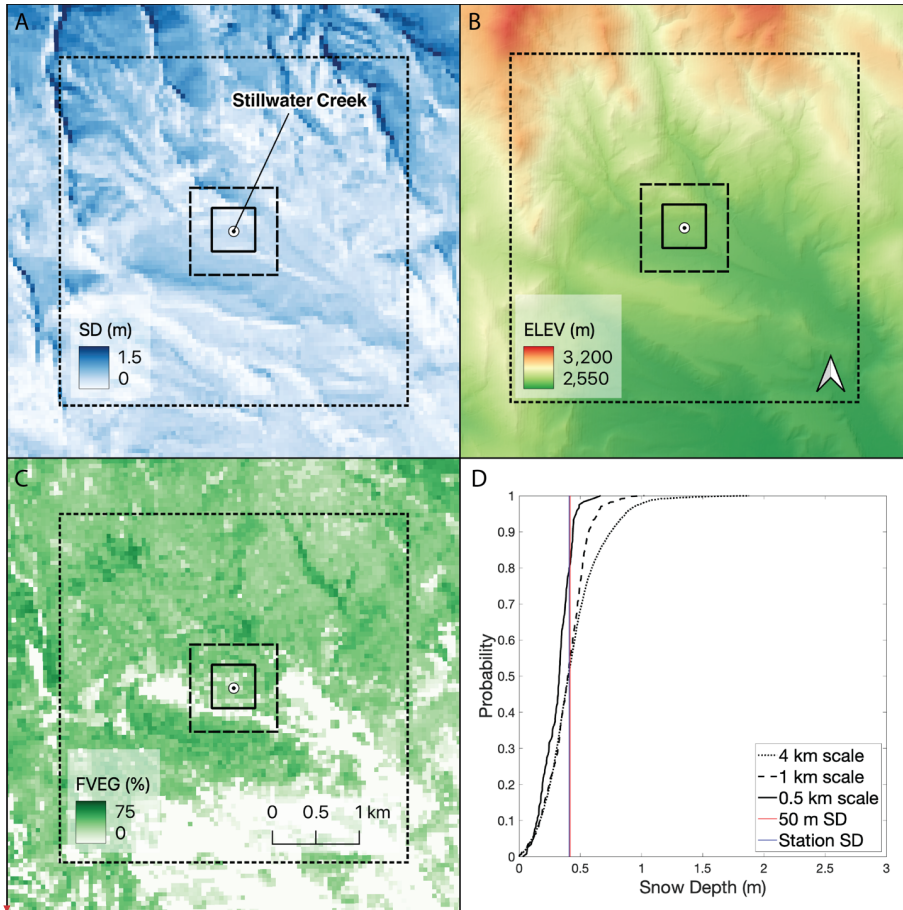 A
Stillwater Creek
SD (m)
1.5
0
B
ELEV (m)
3,200
2,550
C
FVEG (%)
75
0
0 0.5 1 km
D
1
0.9
0.8
0.7
0.6
0.5
0.4
0.3
0.2
0.1
0
Probability
0 0.5 1 1.5 2 2.5 3
Snow Depth (m)
4 km scale
1 km scale
0.5 km scale
50 m SD
Station SD